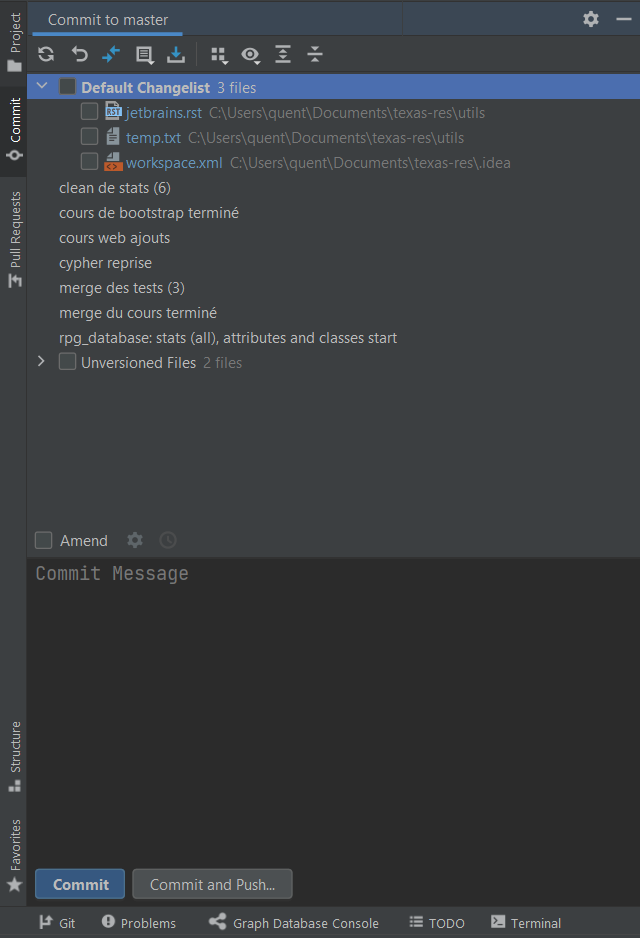 Commit to master
Project
Commit
Pull Requests
Default Changelist 3 files
RST jetbrains.rst C:\Users\quent\Documents\texas-res\utils
temp.txt C:\Users\quent\Documents\texas-res\utils
workspace.xml C:\Users\quent\Documents\texas-res\.idea
clean de stats (6)
cours de bootstrap terminé
cours web ajouts
cypher reprise
merge des tests (3)
merge du cours terminé
rpg_database: stats (all), attributes and classes start
Unversioned Files 2 files
Amend
Commit Message
Structure
Favorites
Commit Commit and Push...
Git Problems Graph Database Console TODO Terminal